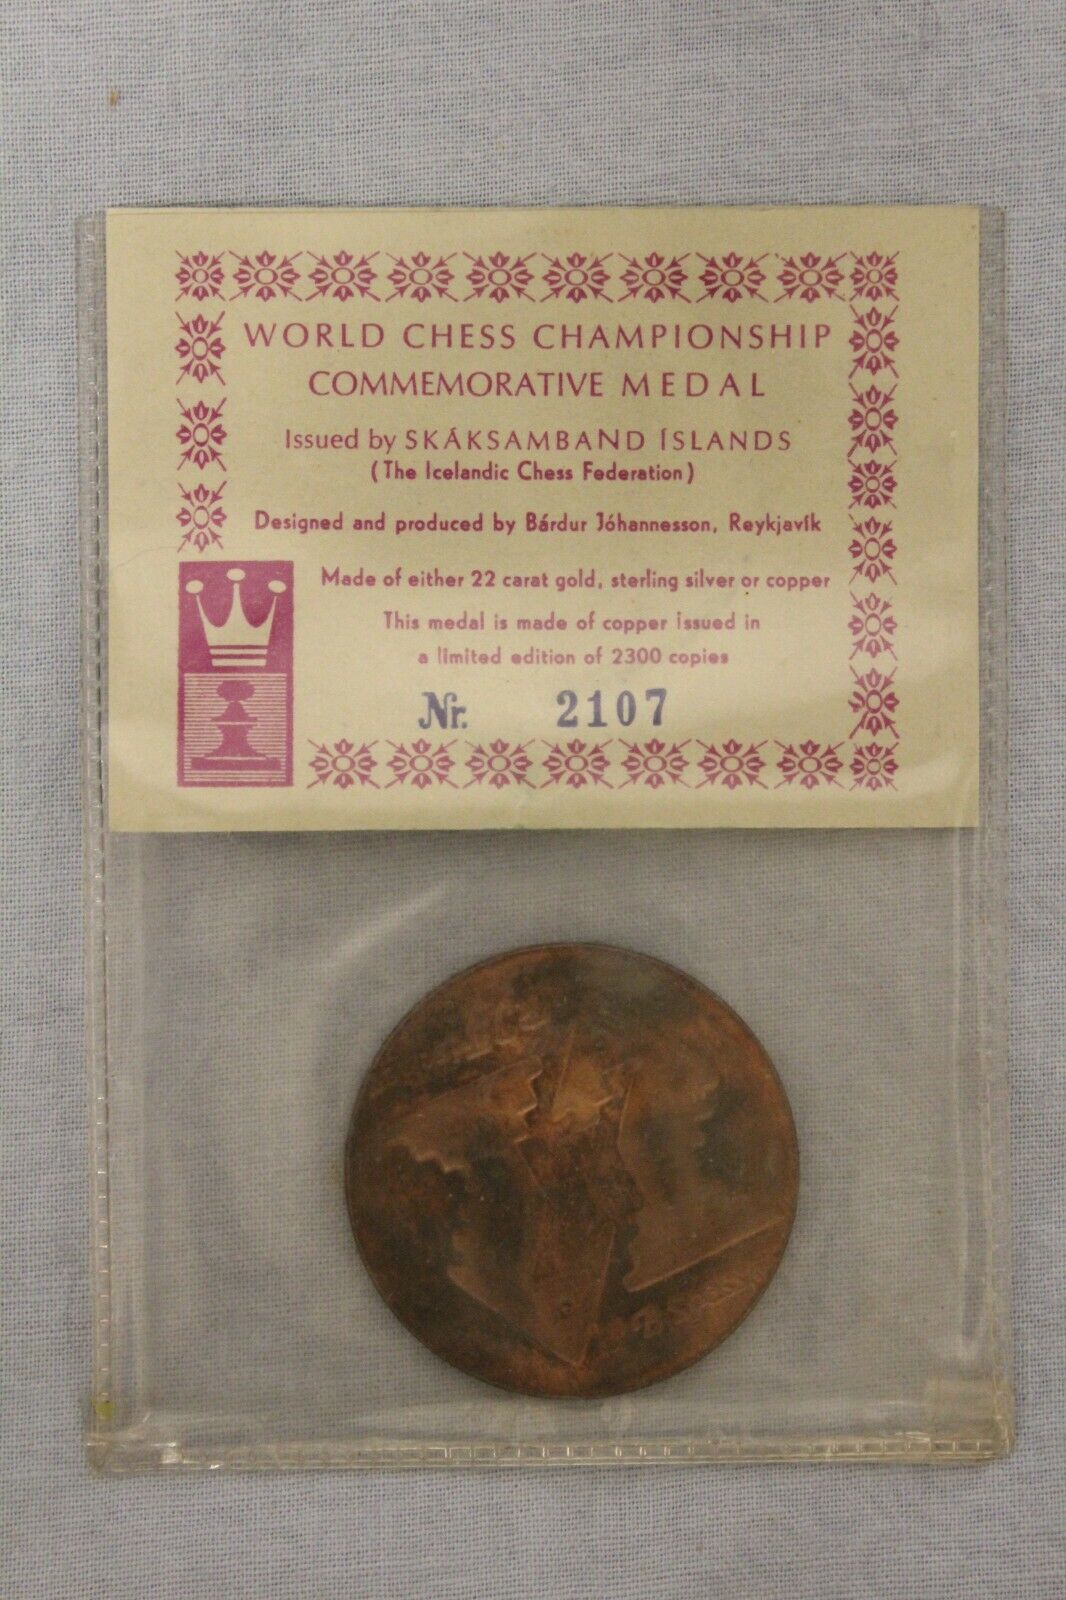 WORLD CHESS CHAMPIONSHIP
COMMEMORATIVE MEDAL
Issued by SKÁKSAMBAND ÍSLANDS
(The Icelandic Chess Federation)
Designed and produced by Bárdur Jóhannesson, Reykjavík
Made of either 22 carat gold, sterling silver or copper
This medal is made of copper issued in
a limited edition of 2300 copies
Nr. 2107